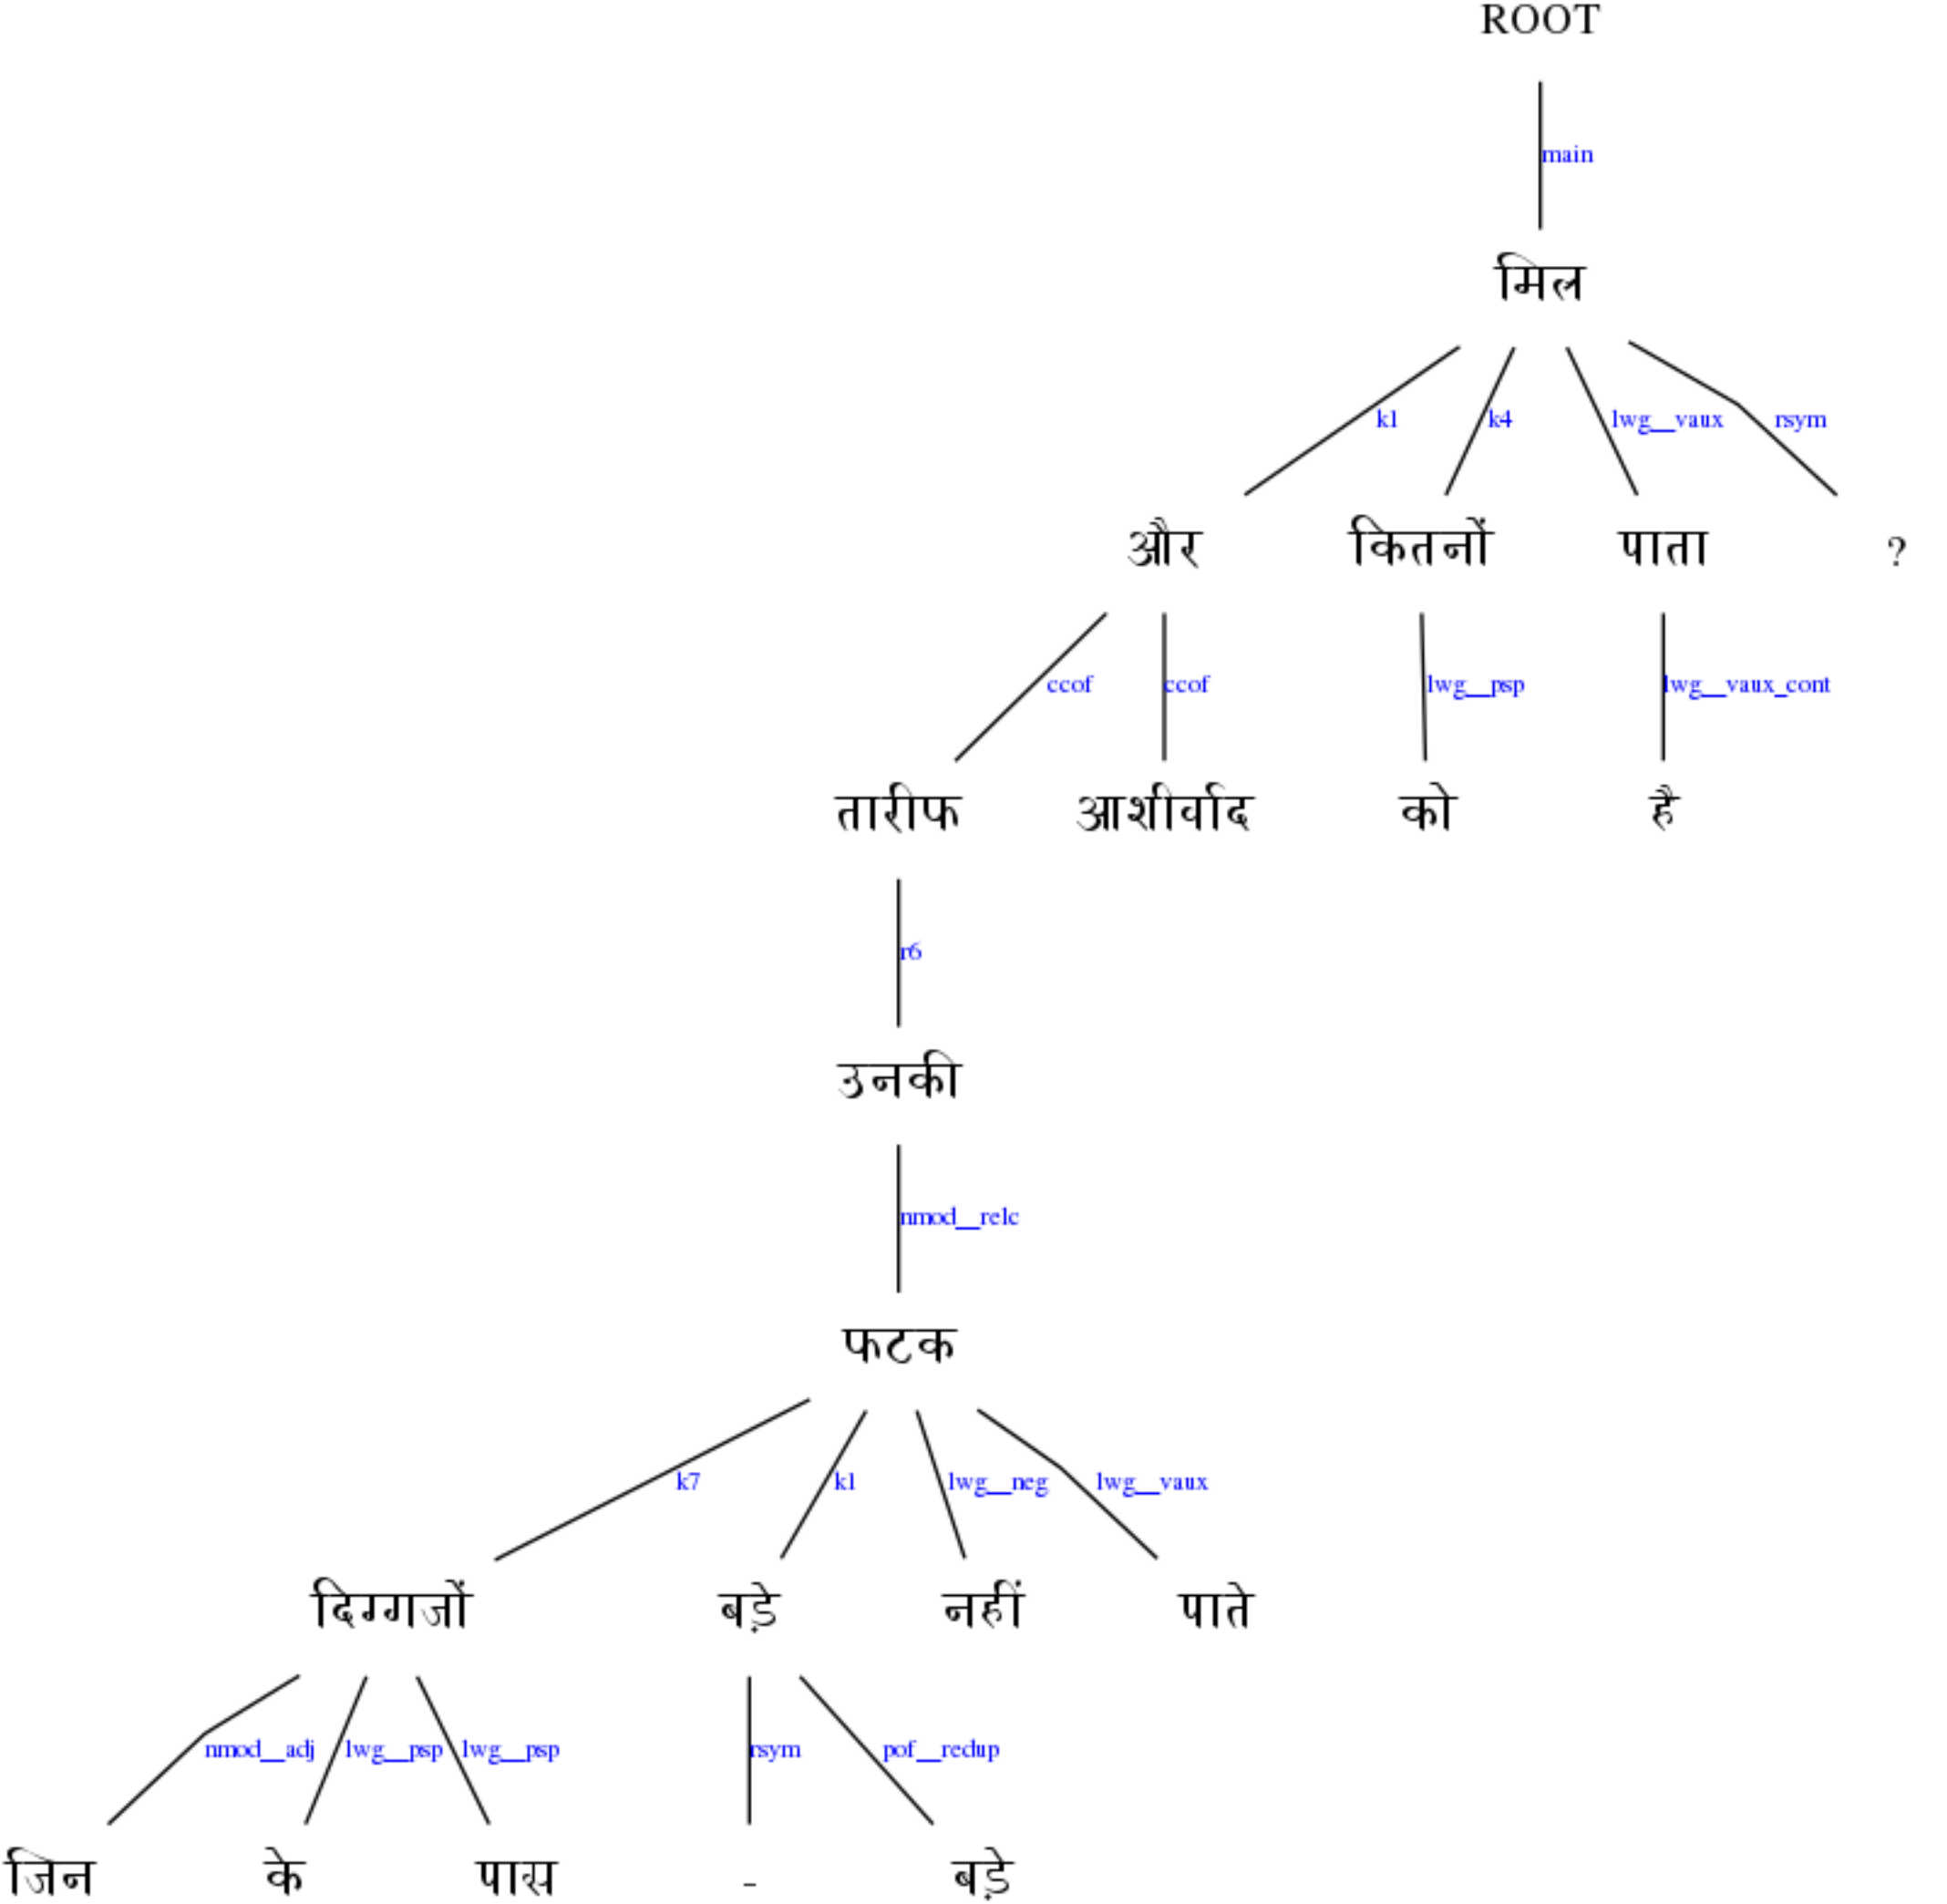 ROOT
main
मिल
k1 k4 lwg__vaux rsym
और कितनों पाता ?
ccof ccof lwg__psp lwg__vaux_cont
तारीफ आशीर्वाद को है
r6
उनकी
nmod__relc
फटक
k7 k1 lwg__neg lwg__vaux
दिग्गजों बड़े नहीं पाते
nmod__adj lwg__psp lwg__psp rsym pof__redup
जिन के पास - बड़े